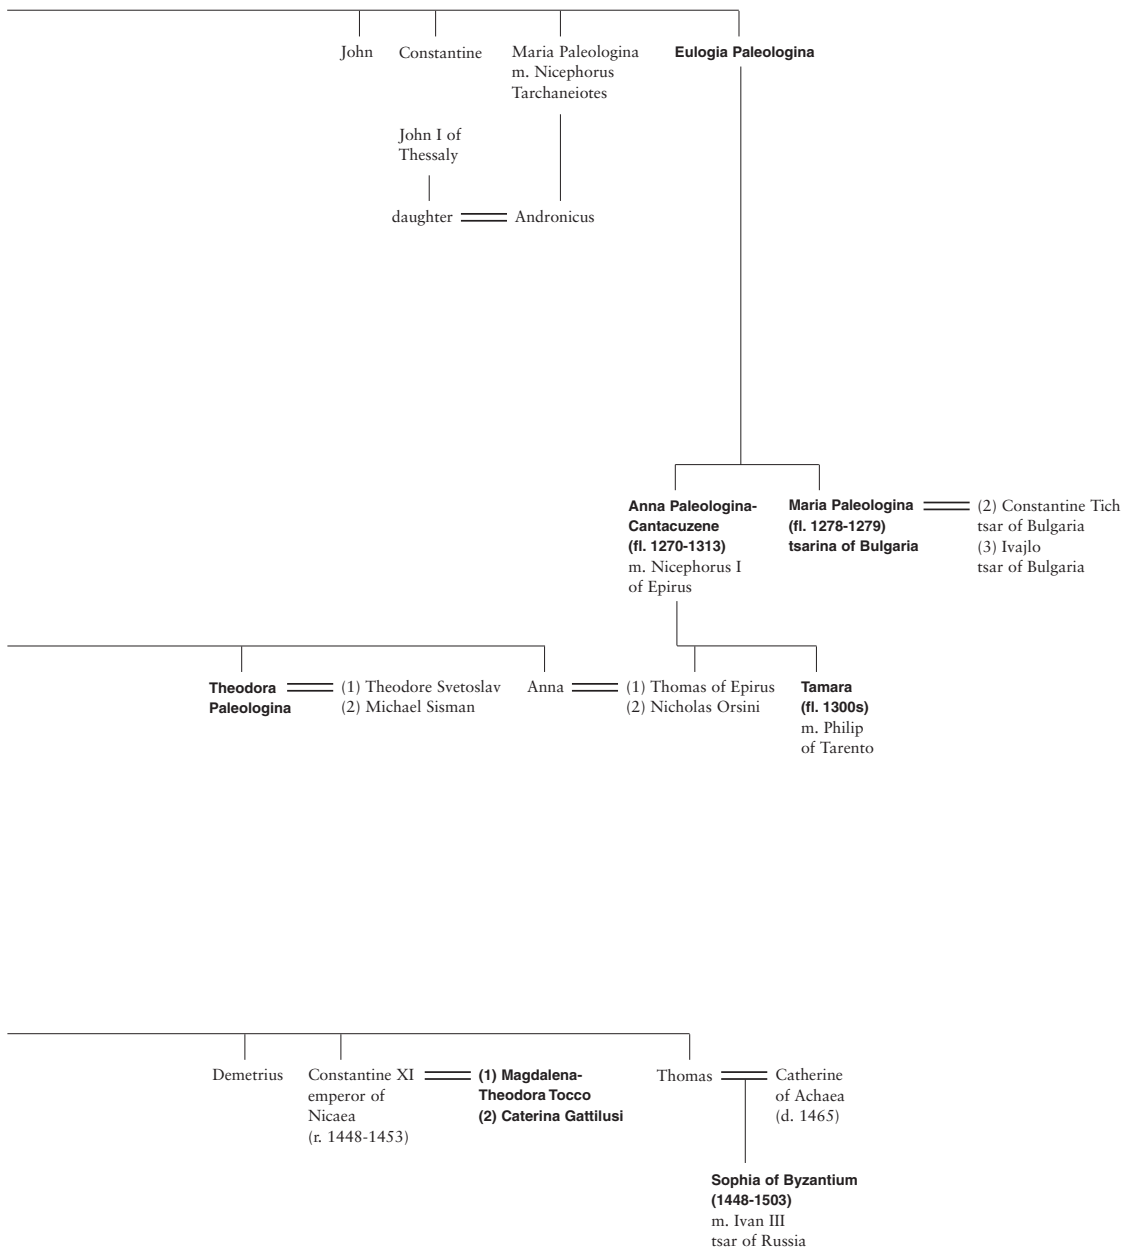 John
Constantine
Maria Paleologina
m. Nicephorus
Tarchaneiotes
Eulogia Paleologina
John I of
Thessaly
daughter
Andronicus
Anna Paleologina-
Cantacuzene
(fl. 1270-1313)
m. Nicephorus I
of Epirus
Maria Paleologina
(fl. 1278-1279)
tsarina of Bulgaria
(2) Constantine Tich
tsar of Bulgaria
(3) Ivajlo
tsar of Bulgaria
Theodora
Paleologina
(1) Theodore Svetoslav
(2) Michael Sisman
Anna
(1) Thomas of Epirus
(2) Nicholas Orsini
Tamara
(fl. 1300s)
m. Philip
of Tarento
Demetrius
Constantine XI
emperor of
Nicaea
(r. 1448-1453)
(1) Magdalena-
Theodora Tocco
(2) Caterina Gattilusi
Thomas
Catherine
of Achaea
(d. 1465)
Sophia of Byzantium
(1448-1503)
m. Ivan III
tsar of Russia